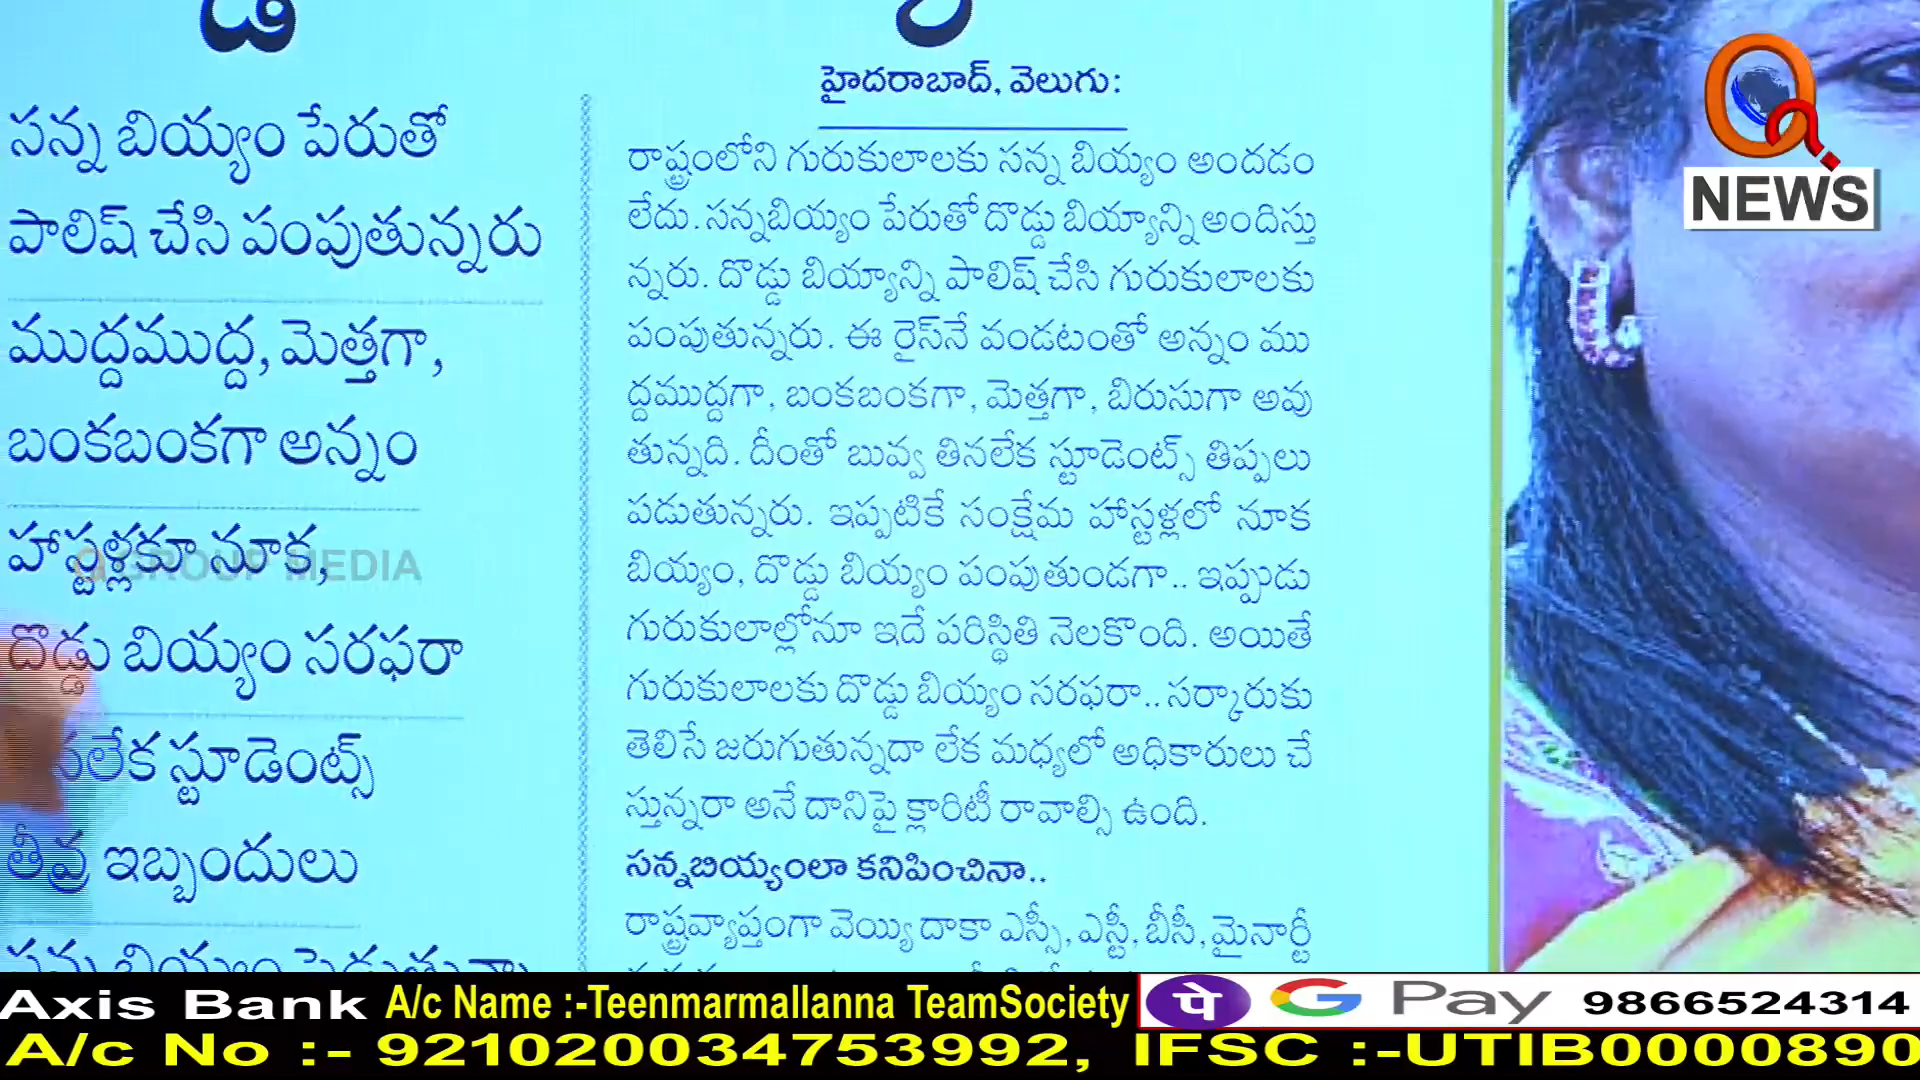 సన్న బియ్యం పేరుతో
పాలిష్ చేసి పంపుతున్నరు
ముద్దముద్ద, మెత్తగా,
బంకబంకగా అన్నం
హాస్టళ్లకూ నూక,
దొడ్డు బియ్యం సరఫరా
స్టూడెంట్స్
తీవ్ర ఇబ్బందులు
హైదరాబాద్, వెలుగు:
రాష్ట్రంలోని గురుకులాలకు సన్న బియ్యం అందడం
లేదు. సన్నబియ్యం పేరుతో దొడ్డు బియ్యాన్ని అందిస్తు
న్నరు. దొడ్డు బియ్యాన్ని పాలిష్ చేసి గురుకులాలకు
పంపుతున్నరు. ఈ రైస్‌నే వండటంతో అన్నం ము
ద్దముద్దగా, బంకబంకగా, మెత్తగా, బిరుసుగా అవు
తున్నది. దీంతో బువ్వ తినలేక స్టూడెంట్స్ తిప్పలు
పడుతున్నరు. ఇప్పటికే సంక్షేమ హాస్టళ్లలో నూక
బియ్యం, దొడ్డు బియ్యం పంపుతుండగా.. ఇప్పుడు
గురుకులాల్లోనూ ఇదే పరిస్థితి నెలకొంది. అయితే
గురుకులాలకు దొడ్డు బియ్యం సరఫరా.. సర్కారుకు
తెలిసే జరుగుతున్నదా లేక మధ్యలో అధికారులు చే
స్తున్నరా అనే దానిపై క్లారిటీ రావాల్సి ఉంది.
సన్నబియ్యంలా కనిపించినా..
రాష్ట్రవ్యాప్తంగా వెయ్యి దాకా ఎస్సీ, ఎస్టీ, బీసీ, మైనార్టీ
Q NEWS
Q GROUP MEDIA
Axis Bank A/c Name :-Teenmarmallanna TeamSociety
పే G Pay 9866524314
A/c No :- 921020034753992, IFSC :-UTIB0000890